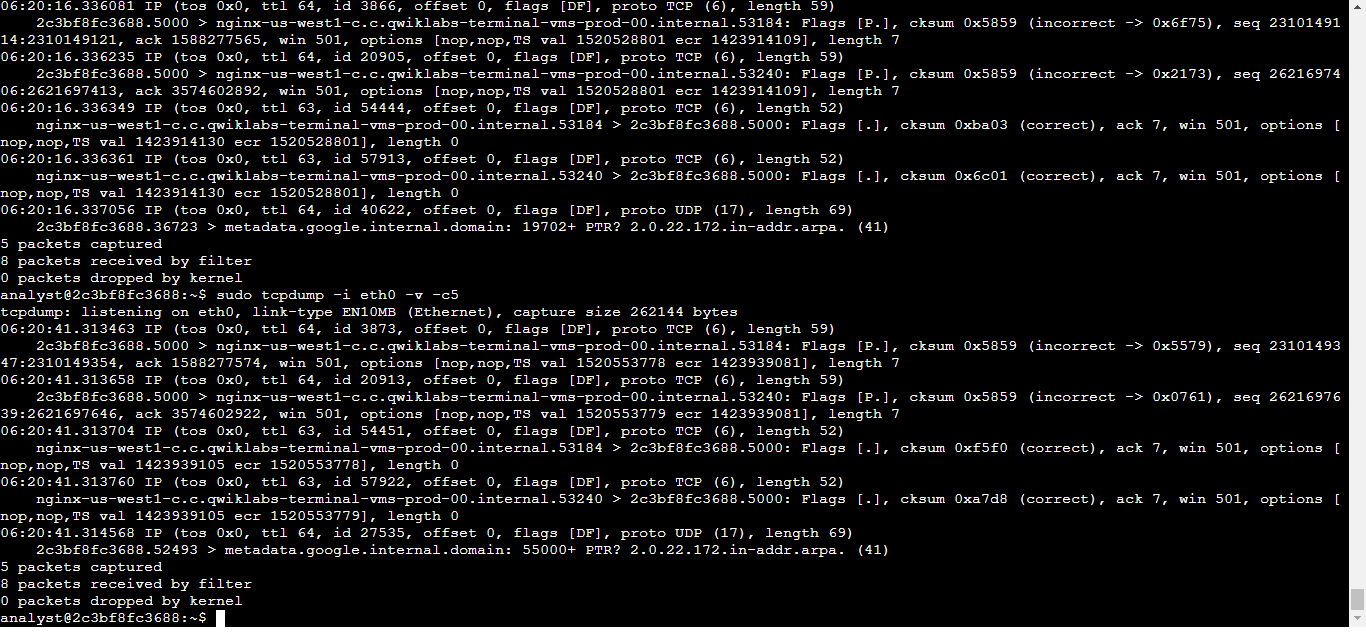 06:20:16.336081 IP (tos 0x0, ttl 64, id 3866, offset 0, flags [DF], proto TCP (6), length 59)
    2c3bf8fc3688.5000 > nginx-us-west1-c.c.qwiklabs-terminal-vms-prod-00.internal.53184: Flags [P.], cksum 0x5859 (incorrect -> 0x6f75), seq 23101491
14:2310149121, ack 1588277565, win 501, options [nop,nop,TS val 1520528801 ecr 1423914109], length 7
06:20:16.336235 IP (tos 0x0, ttl 64, id 20905, offset 0, flags [DF], proto TCP (6), length 59)
    2c3bf8fc3688.5000 > nginx-us-west1-c.c.qwiklabs-terminal-vms-prod-00.internal.53240: Flags [P.], cksum 0x5859 (incorrect -> 0x2173), seq 26216974
06:2621697413, ack 3574602892, win 501, options [nop,nop,TS val 1520528801 ecr 1423914109], length 7
06:20:16.336349 IP (tos 0x0, ttl 63, id 54444, offset 0, flags [DF], proto TCP (6), length 52)
    nginx-us-west1-c.c.qwiklabs-terminal-vms-prod-00.internal.53184 > 2c3bf8fc3688.5000: Flags [.], cksum 0xba03 (correct), ack 7, win 501, options [
nop,nop,TS val 1423914130 ecr 1520528801], length 0
06:20:16.336361 IP (tos 0x0, ttl 63, id 57913, offset 0, flags [DF], proto TCP (6), length 52)
    nginx-us-west1-c.c.qwiklabs-terminal-vms-prod-00.internal.53240 > 2c3bf8fc3688.5000: Flags [.], cksum 0x6c01 (correct), ack 7, win 501, options [
nop,nop,TS val 1423914130 ecr 1520528801], length 0
06:20:16.337056 IP (tos 0x0, ttl 64, id 40622, offset 0, flags [DF], proto UDP (17), length 69)
    2c3bf8fc3688.36723 > metadata.google.internal.domain: 19702+ PTR? 2.0.22.172.in-addr.arpa. (41)
5 packets captured
8 packets received by filter
0 packets dropped by kernel
analyst@2c3bf8fc3688:~$ sudo tcpdump -i eth0 -v -c5
tcpdump: listening on eth0, link-type EN10MB (Ethernet), capture size 262144 bytes
06:20:41.313463 IP (tos 0x0, ttl 64, id 3873, offset 0, flags [DF], proto TCP (6), length 59)
    2c3bf8fc3688.5000 > nginx-us-west1-c.c.qwiklabs-terminal-vms-prod-00.internal.53184: Flags [P.], cksum 0x5859 (incorrect -> 0x5579), seq 23101493
47:2310149354, ack 1588277574, win 501, options [nop,nop,TS val 1520553778 ecr 1423939081], length 7
06:20:41.313658 IP (tos 0x0, ttl 64, id 20913, offset 0, flags [DF], proto TCP (6), length 59)
    2c3bf8fc3688.5000 > nginx-us-west1-c.c.qwiklabs-terminal-vms-prod-00.internal.53240: Flags [P.], cksum 0x5859 (incorrect -> 0x0761), seq 26216976
39:2621697646, ack 3574602922, win 501, options [nop,nop,TS val 1520553779 ecr 1423939081], length 7
06:20:41.313704 IP (tos 0x0, ttl 63, id 54451, offset 0, flags [DF], proto TCP (6), length 52)
    nginx-us-west1-c.c.qwiklabs-terminal-vms-prod-00.internal.53184 > 2c3bf8fc3688.5000: Flags [.], cksum 0xf5f0 (correct), ack 7, win 501, options [
nop,nop,TS val 1423939105 ecr 1520553778], length 0
06:20:41.313760 IP (tos 0x0, ttl 63, id 57922, offset 0, flags [DF], proto TCP (6), length 52)
    nginx-us-west1-c.c.qwiklabs-terminal-vms-prod-00.internal.53240 > 2c3bf8fc3688.5000: Flags [.], cksum 0xa7d8 (correct), ack 7, win 501, options [
nop,nop,TS val 1423939105 ecr 1520553779], length 0
06:20:41.314568 IP (tos 0x0, ttl 64, id 27535, offset 0, flags [DF], proto UDP (17), length 69)
    2c3bf8fc3688.52493 > metadata.google.internal.domain: 55000+ PTR? 2.0.22.172.in-addr.arpa. (41)
5 packets captured
8 packets received by filter
0 packets dropped by kernel
analyst@2c3bf8fc3688:~$